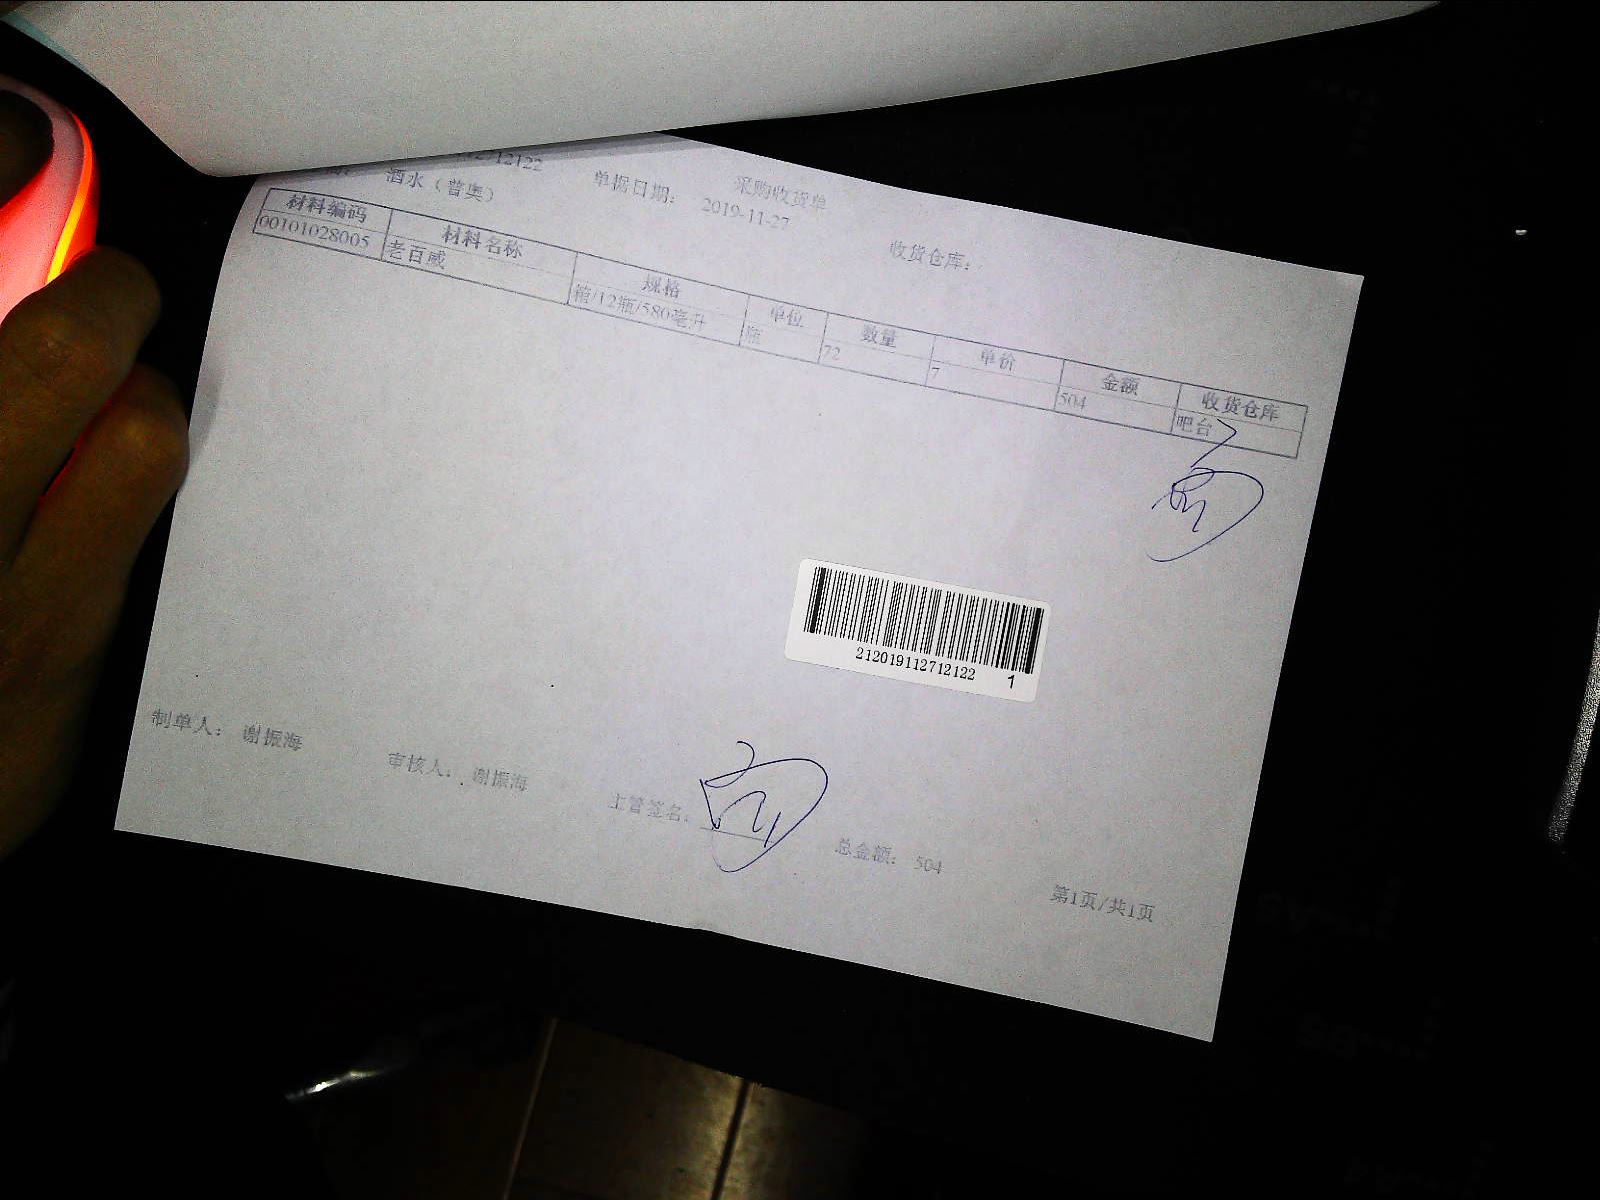 采购收货单
2712122
酒水（普奥） 单据日期： 2019-11-27 收货仓库：
材料编码 材料名称 规格 单位 数量 单价 金额 收货仓库
00101028005 老百威 箱/12瓶/580毫升 瓶 72 7 504 吧台
212019112712122 1
制单人： 谢振海 审核人： 谢振海 主管签名： 总金额： 504
第1页/共1页